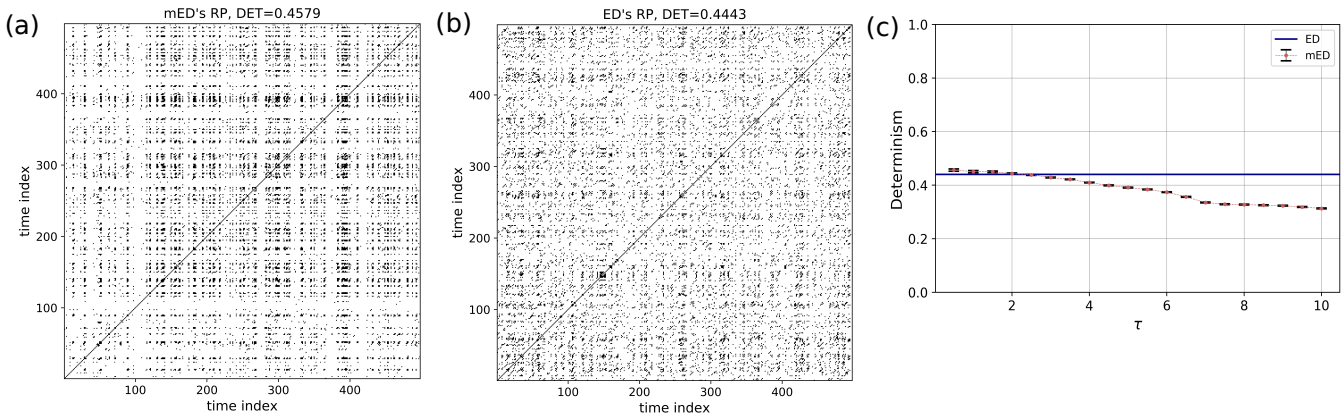 (a)
mED's RP, DET=0.4579
400
300
200
100
time index
100 200 300 400
time index
(b)
ED's RP, DET=0.4443
400
300
200
100
time index
100 200 300 400
time index
(c)
1.0
0.8
0.6
0.4
0.2
0.0
Determinism
ED
mED
2 4 6 8 10
τ